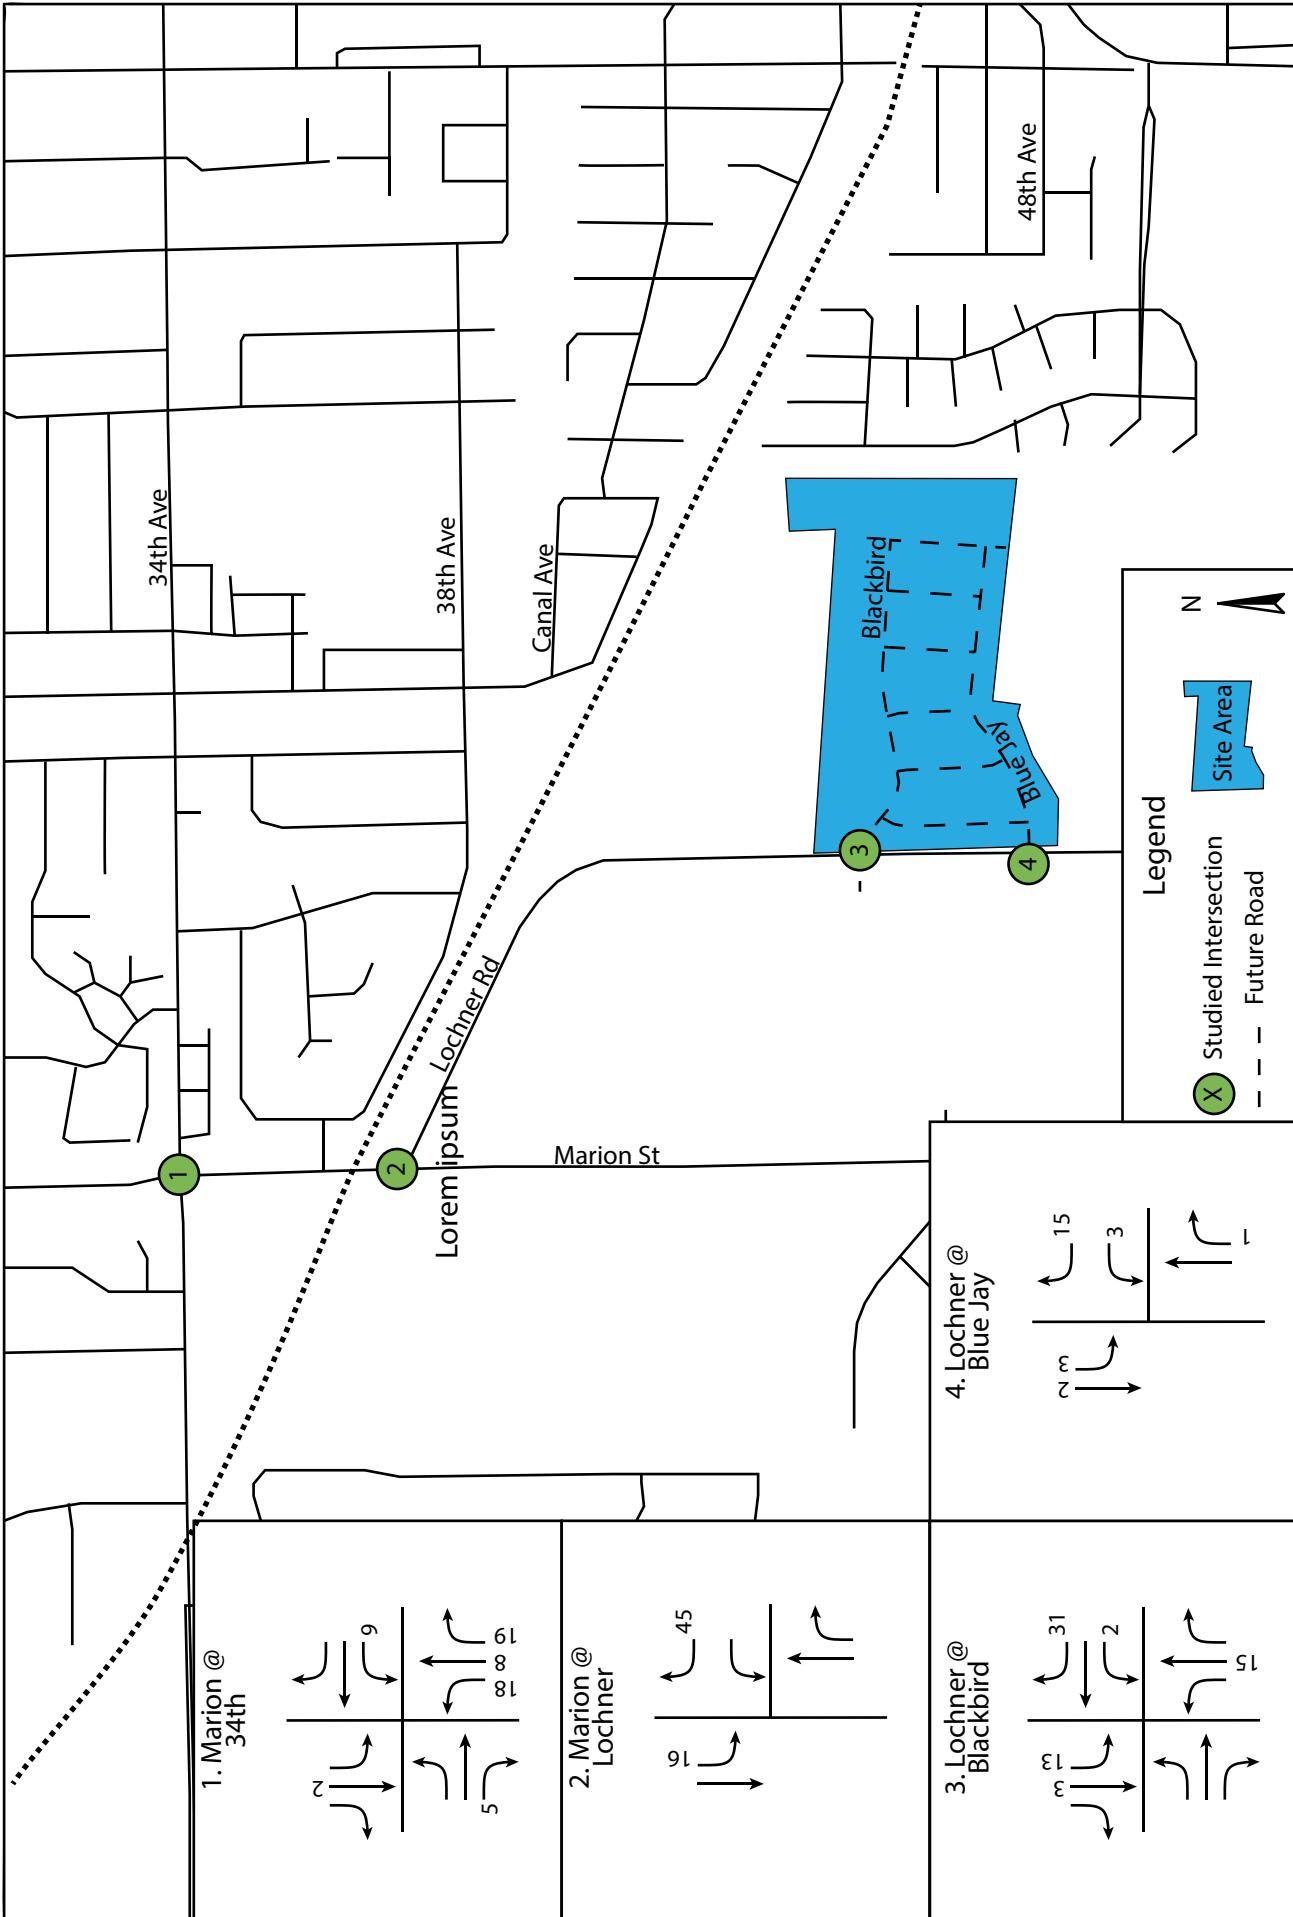 34th Ave
38th Ave
Canal Ave
48th Ave
Lochner Rd
Lorem ipsum
Marion St
Blackbird
Blue Jay
1
2
3
4
1. Marion @
34th
2
9
5
18
8
19
2. Marion @
Lochner
16
45
3. Lochner @
Blackbird
3
13
31
2
15
4. Lochner @
Blue Jay
2
3
15
3
1
Legend
X Studied Intersection
Future Road
Site Area
N